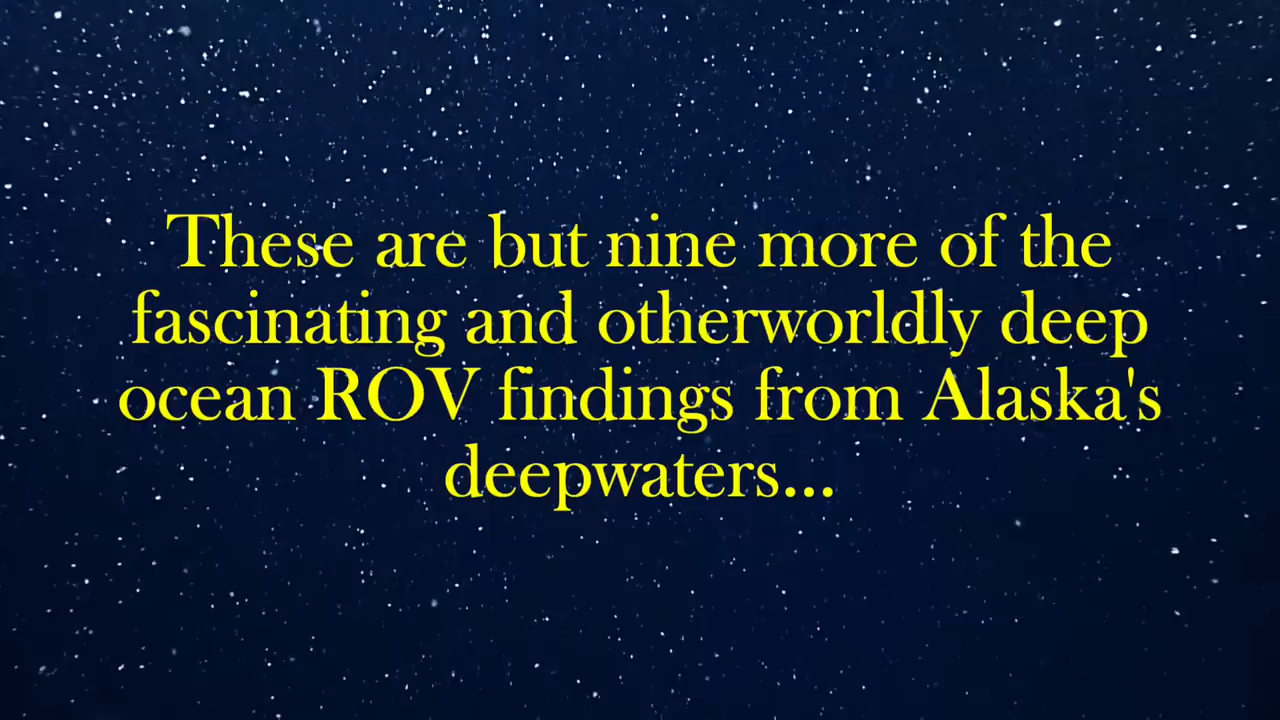 These are but nine more of the
fascinating and otherworldly deep
ocean ROV findings from Alaska's
deepwaters...